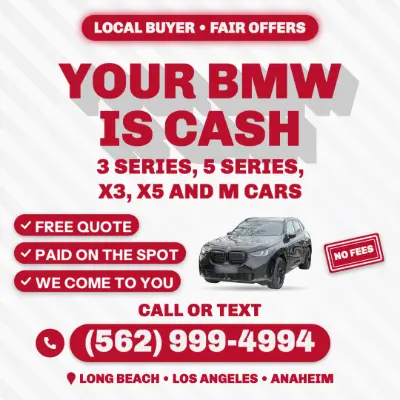 LOCAL BUYER • FAIR OFFERS
YOUR BMW
IS CASH
3 SERIES, 5 SERIES,
X3, X5 AND M CARS
FREE QUOTE
PAID ON THE SPOT
WE COME TO YOU
NO FEES
CALL OR TEXT
(562) 999-4994
LONG BEACH • LOS ANGELES • ANAHEIM